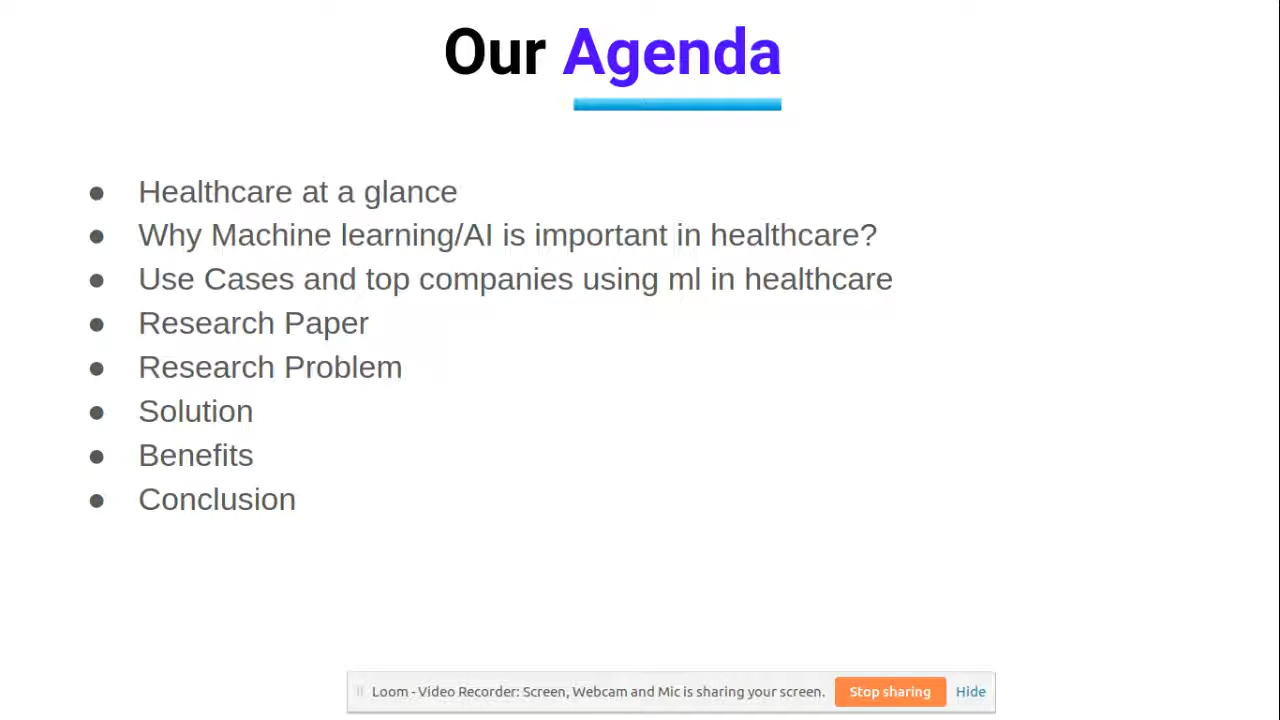 Our Agenda
● Healthcare at a glance
● Why Machine learning/AI is important in healthcare?
● Use Cases and top companies using ml in healthcare
● Research Paper
● Research Problem
● Solution
● Benefits
● Conclusion
Loom - Video Recorder: Screen, Webcam and Mic is sharing your screen. Stop sharing Hide